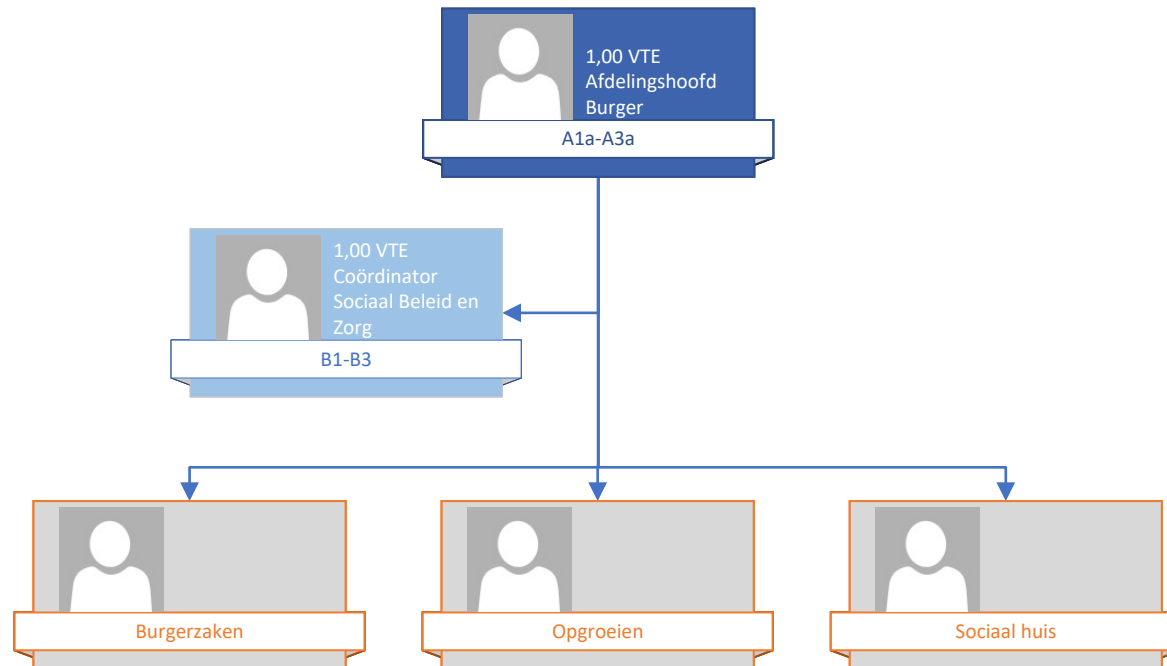 1,00 VTE
Afdelingshoofd
Burger
A1a-A3a
1,00 VTE
Coördinator
Sociaal Beleid en
Zorg
B1-B3
Burgerzaken
Opgroeien
Sociaal huis